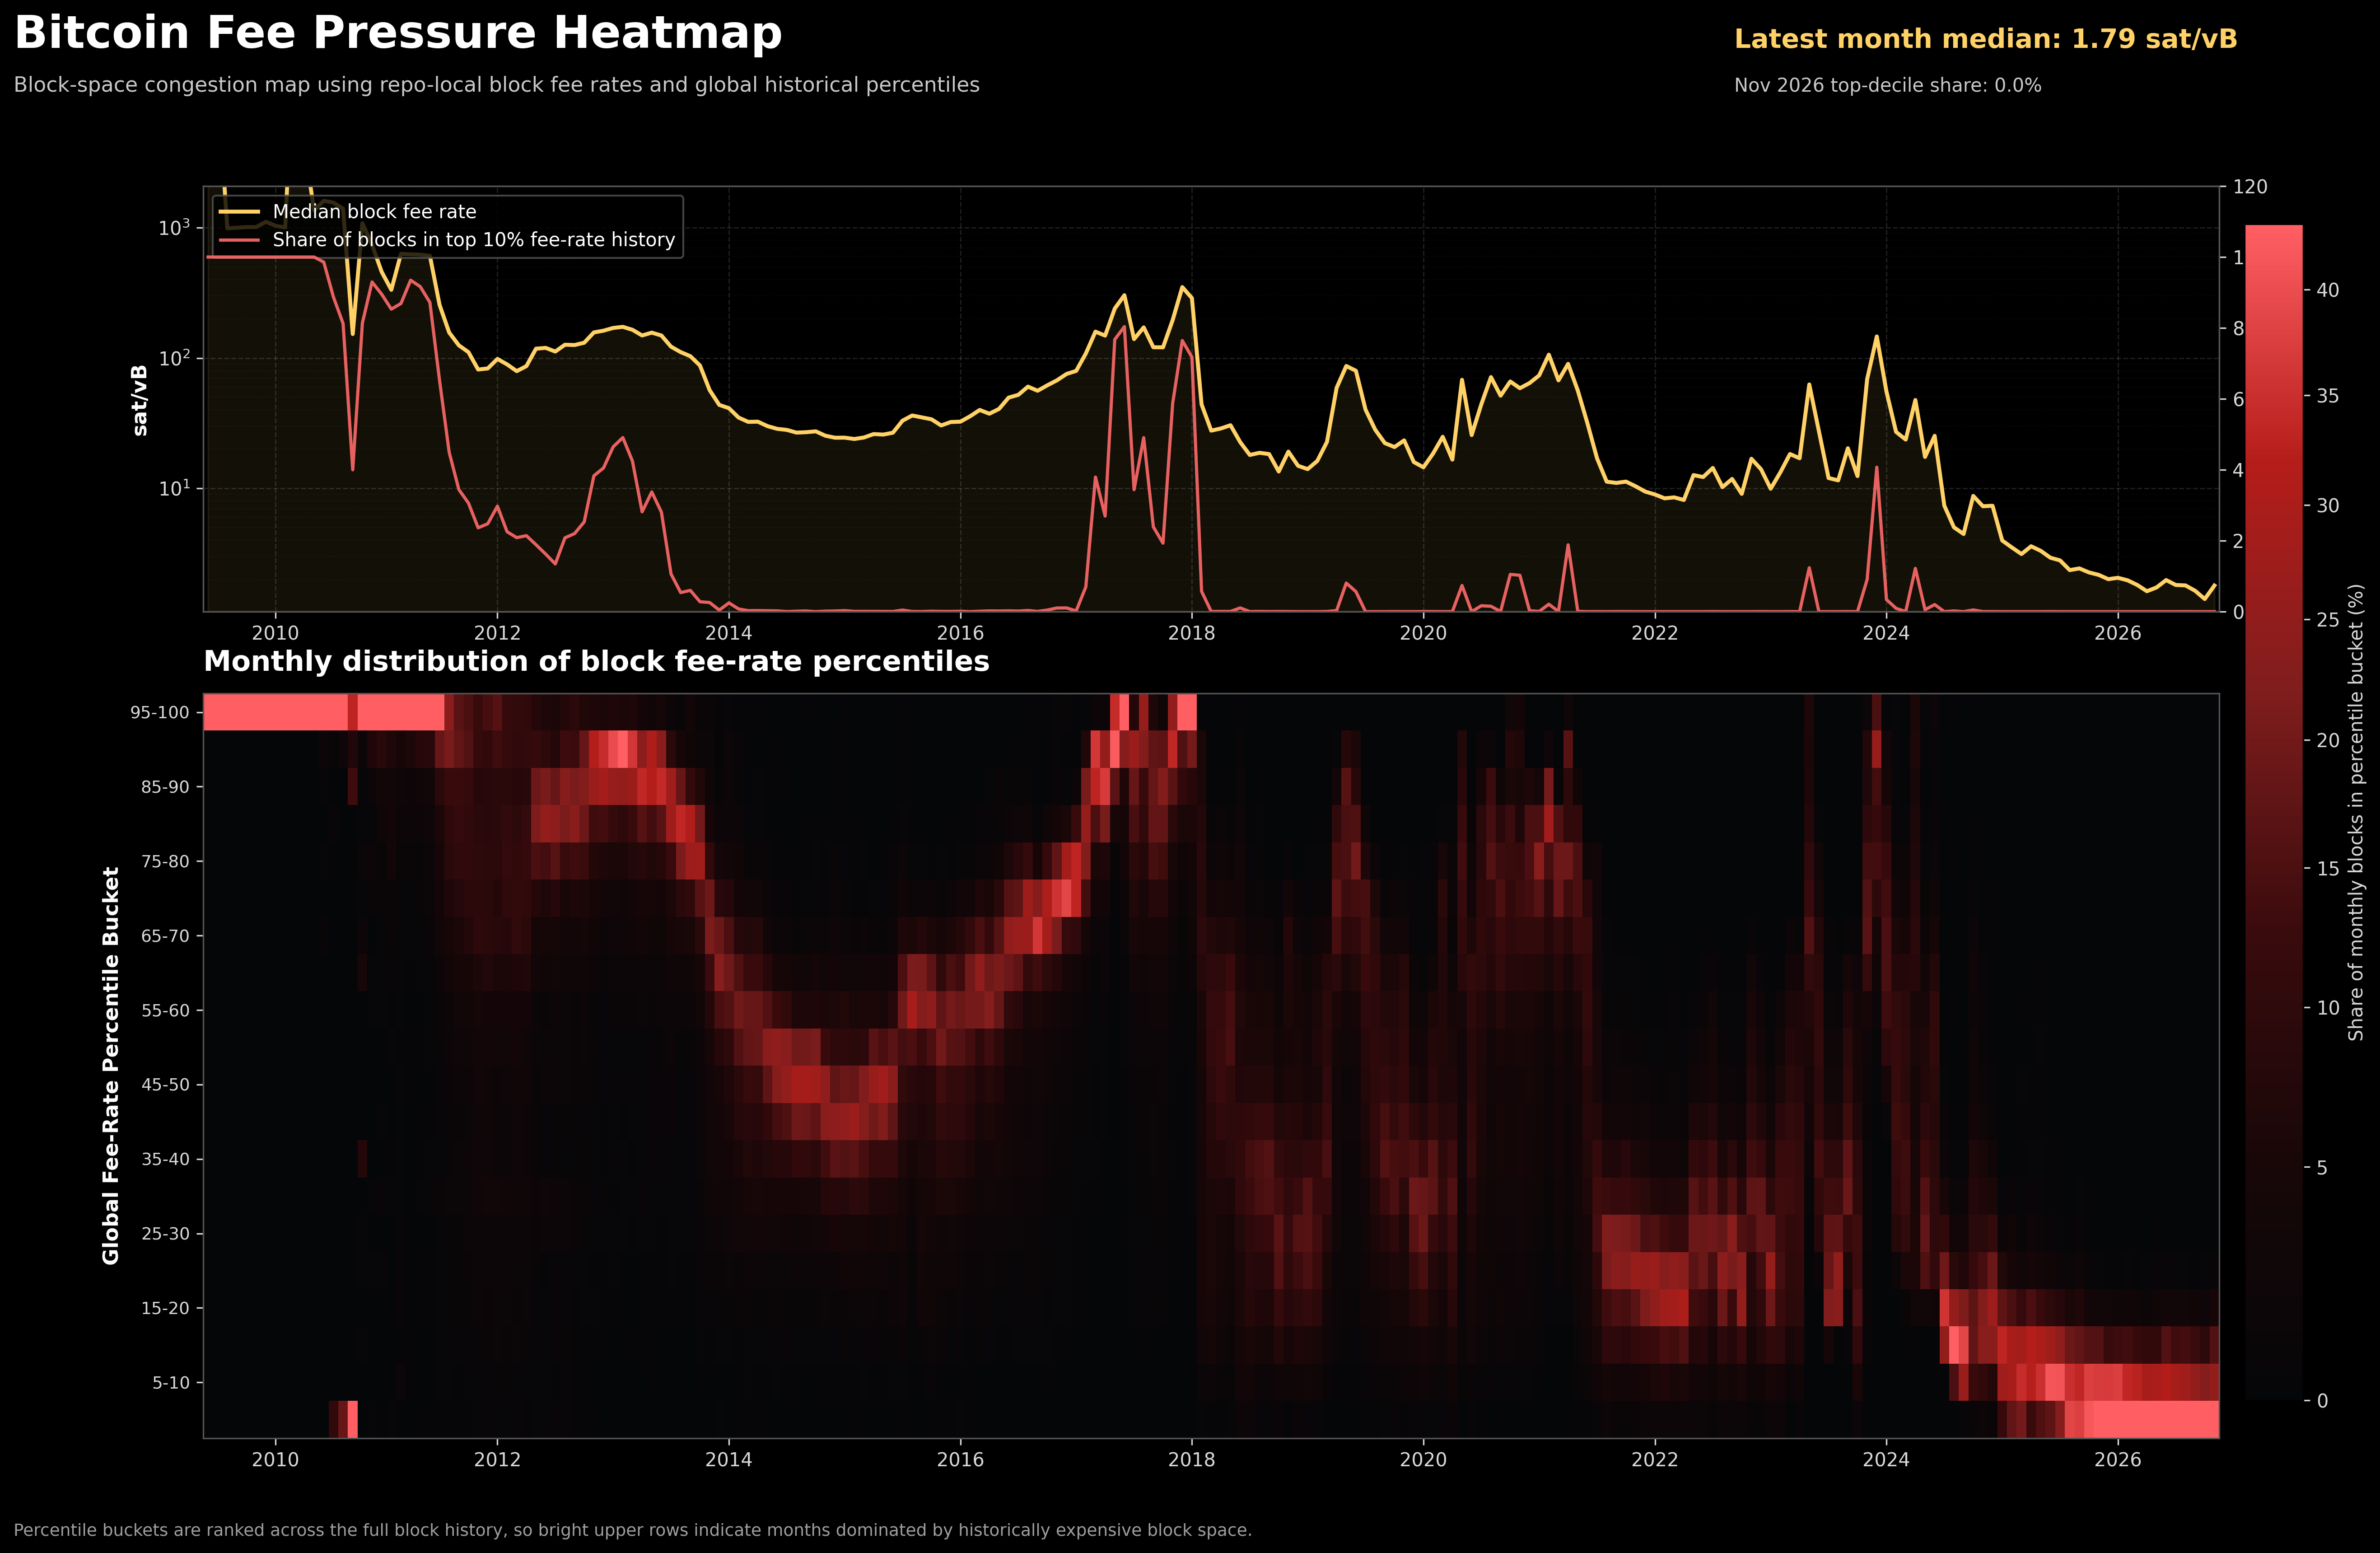 Bitcoin Fee Pressure Heatmap
Latest month median: 1.79 sat/vB
Block-space congestion map using repo-local block fee rates and global historical percentiles
Nov 2026 top-decile share: 0.0%
Median block fee rate
Share of blocks in top 10% fee-rate history
10³
10²
10¹
sat/vB
120
1
8
6
4
2
0
2010 2012 2014 2016 2018 2020 2022 2024 2026
Monthly distribution of block fee-rate percentiles
95-100
85-90
75-80
65-70
55-60
45-50
35-40
25-30
15-20
5-10
Global Fee-Rate Percentile Bucket
2010 2012 2014 2016 2018 2020 2022 2024 2026
40
35
30
25
20
15
10
5
0
Share of monthly blocks in percentile bucket (%)
Percentile buckets are ranked across the full block history, so bright upper rows indicate months dominated by historically expensive block space.